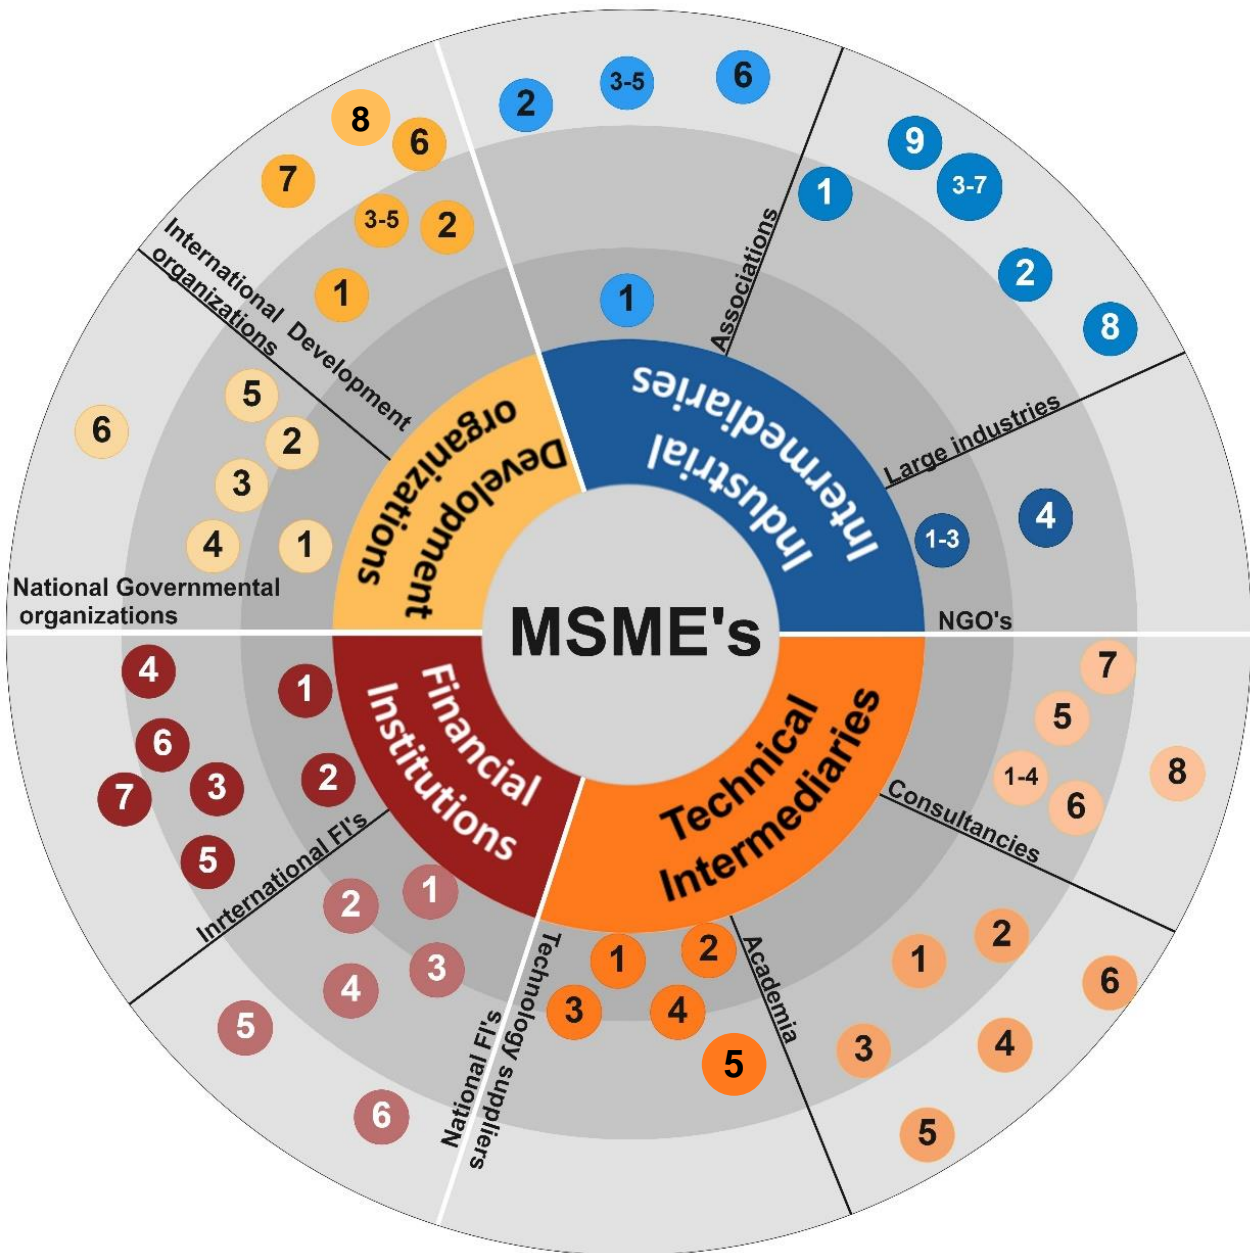 2
3-5
6
1
Associations
9
3-7
1
2
8
Large industries
1-3
4
NGO's
8
6
7
3-5
2
1
International Development
organizations
6
5
2
3
4
1
National Governmental
organizations
Development
organizations
Industrial
Intermediaries
MSME's
Financial
Institutions
Technical
Intermediaries
4
1
6
2
3
7
5
Inrternational FI's
2
1
3
4
5
6
National FI's
Technology suppliers
1
2
3
4
5
Academia
1
2
3
6
4
5
Consultancies
7
5
1-4
6
8